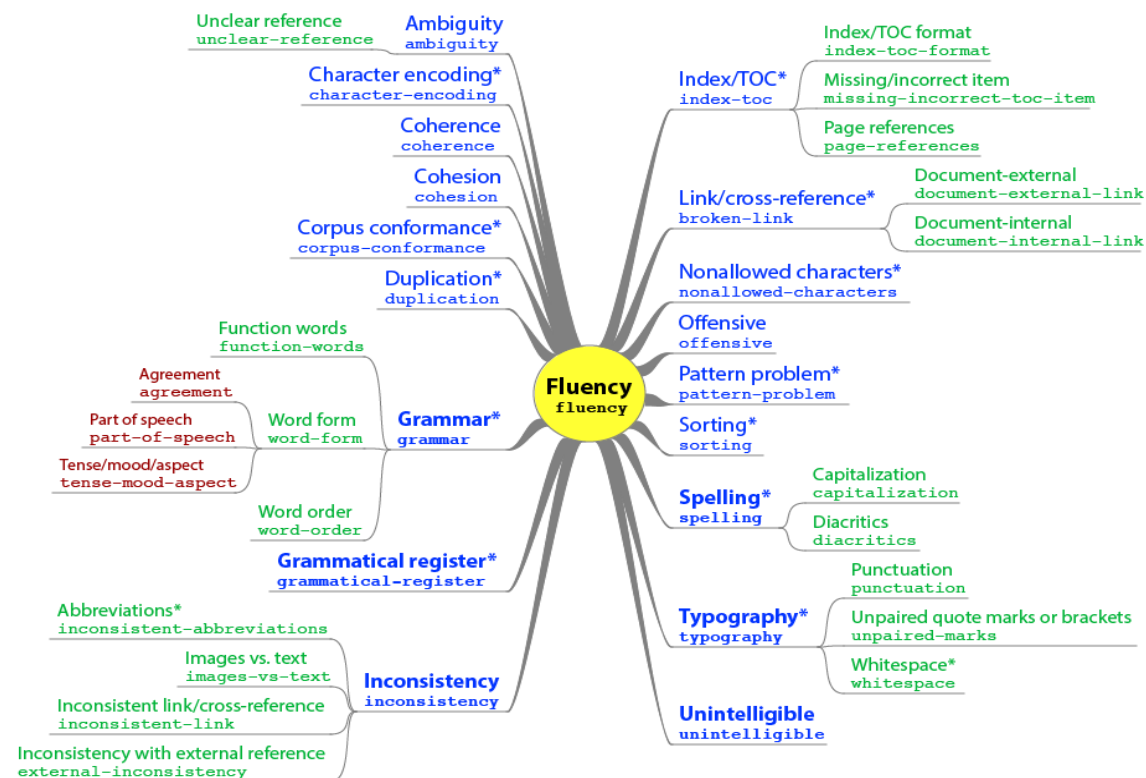 Fluency
fluency
Ambiguity
ambiguity
Unclear reference
unclear-reference
Character encoding*
character-encoding
Coherence
coherence
Cohesion
cohesion
Corpus conformance*
corpus-conformance
Duplication*
duplication
Grammar*
grammar
Function words
function-words
Word form
word-form
Agreement
agreement
Part of speech
part-of-speech
Tense/mood/aspect
tense-mood-aspect
Word order
word-order
Grammatical register*
grammatical-register
Inconsistency
inconsistency
Abbreviations*
inconsistent-abbreviations
Images vs. text
images-vs-text
Inconsistent link/cross-reference
inconsistent-link
Inconsistency with external reference
external-inconsistency
Index/TOC*
index-toc
Index/TOC format
index-toc-format
Missing/incorrect item
missing-incorrect-toc-item
Page references
page-references
Link/cross-reference*
broken-link
Document-external
document-external-link
Document-internal
document-internal-link
Nonallowed characters*
nonallowed-characters
Offensive
offensive
Pattern problem*
pattern-problem
Sorting*
sorting
Spelling*
spelling
Capitalization
capitalization
Diacritics
diacritics
Typography*
typography
Punctuation
punctuation
Unpaired quote marks or brackets
unpaired-marks
Whitespace*
whitespace
Unintelligible
unintelligible